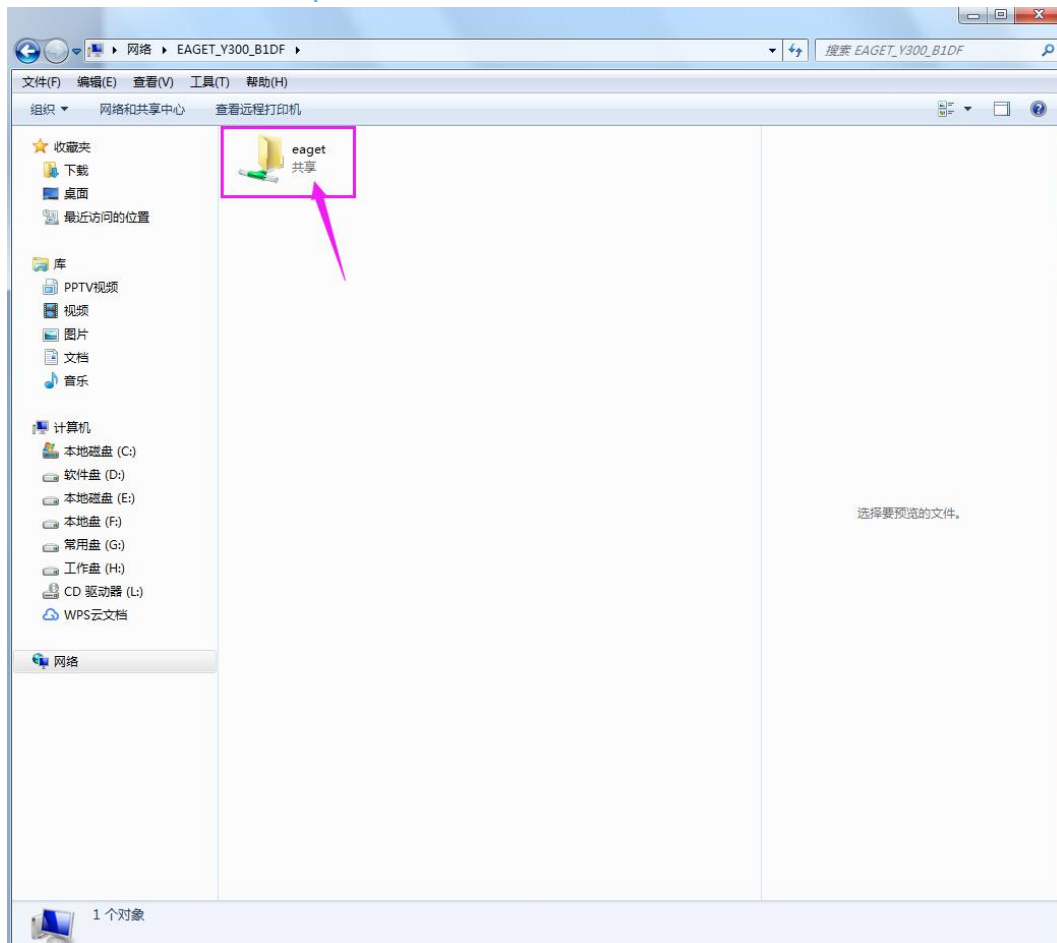 网络 EAGET_Y300_B1DF 搜索 EAGET_Y300_B1DF
文件(F) 编辑(E) 查看(V) 工具(T) 帮助(H)
组织 网络和共享中心 查看远程打印机
收藏夹
下载
桌面
最近访问的位置
库
PPTV视频
视频
图片
文档
音乐
计算机
本地磁盘 (C:)
软件盘 (D:)
本地磁盘 (E:)
本地盘 (F:)
常用盘 (G:)
工作盘 (H:)
CD 驱动器 (L:)
WPS云文档
网络
eaget
共享
选择要预览的文件。
1 个对象